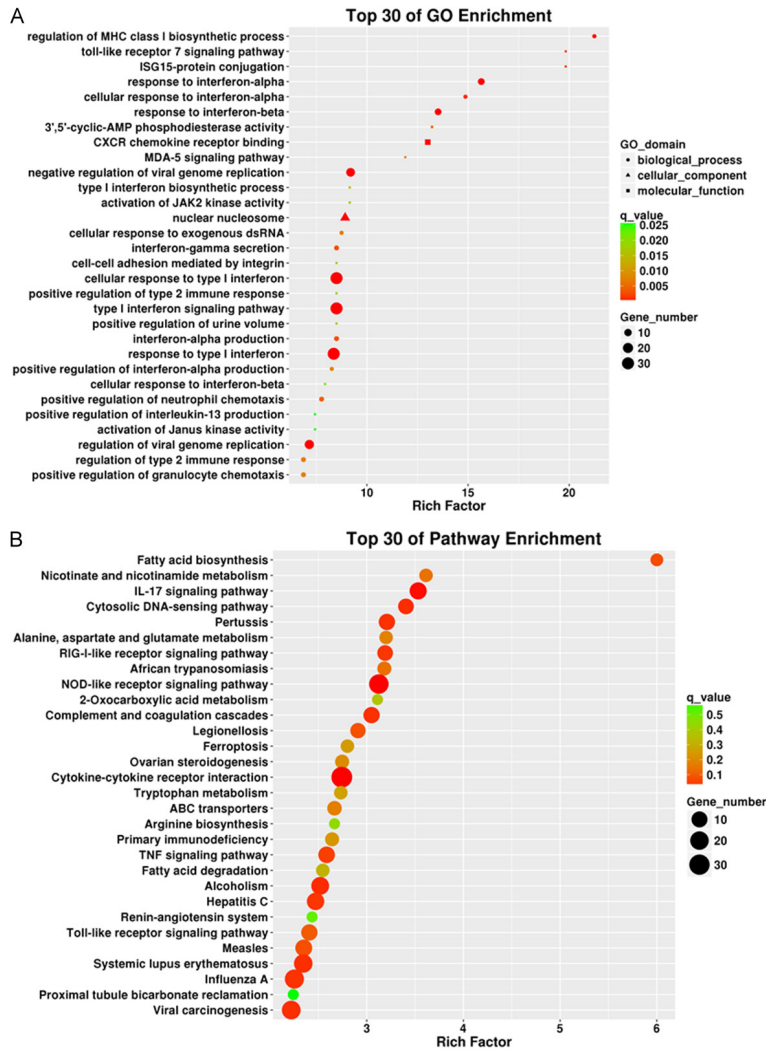 A
Top 30 of GO Enrichment
regulation of MHC class I biosynthetic process
toll-like receptor 7 signaling pathway
ISG15-protein conjugation
response to interferon-alpha
cellular response to interferon-alpha
response to interferon-beta
3',5'-cyclic-AMP phosphodiesterase activity
CXCR chemokine receptor binding
MDA-5 signaling pathway
negative regulation of viral genome replication
type I interferon biosynthetic process
activation of JAK2 kinase activity
nuclear nucleosome
cellular response to exogenous dsRNA
interferon-gamma secretion
cell-cell adhesion mediated by integrin
cellular response to type I interferon
positive regulation of type 2 immune response
type I interferon signaling pathway
positive regulation of urine volume
interferon-alpha production
response to type I interferon
positive regulation of interferon-alpha production
cellular response to interferon-beta
positive regulation of neutrophil chemotaxis
positive regulation of interleukin-13 production
activation of Janus kinase activity
regulation of viral genome replication
regulation of type 2 immune response
positive regulation of granulocyte chemotaxis
10 15 20
Rich Factor
GO_domain
biological_process
cellular_component
molecular_function
q_value
0.025
0.020
0.015
0.010
0.005
Gene_number
10
20
30
B
Top 30 of Pathway Enrichment
Fatty acid biosynthesis
Nicotinate and nicotinamide metabolism
IL-17 signaling pathway
Cytosolic DNA-sensing pathway
Pertussis
Alanine, aspartate and glutamate metabolism
RIG-I-like receptor signaling pathway
African trypanosomiasis
NOD-like receptor signaling pathway
2-Oxocarboxylic acid metabolism
Complement and coagulation cascades
Legionellosis
Ferroptosis
Ovarian steroidogenesis
Cytokine-cytokine receptor interaction
Tryptophan metabolism
ABC transporters
Arginine biosynthesis
Primary immunodeficiency
TNF signaling pathway
Fatty acid degradation
Alcoholism
Hepatitis C
Renin-angiotensin system
Toll-like receptor signaling pathway
Measles
Systemic lupus erythematosus
Influenza A
Proximal tubule bicarbonate reclamation
Viral carcinogenesis
3 4 5 6
Rich Factor
q_value
0.5
0.4
0.3
0.2
0.1
Gene_number
10
20
30